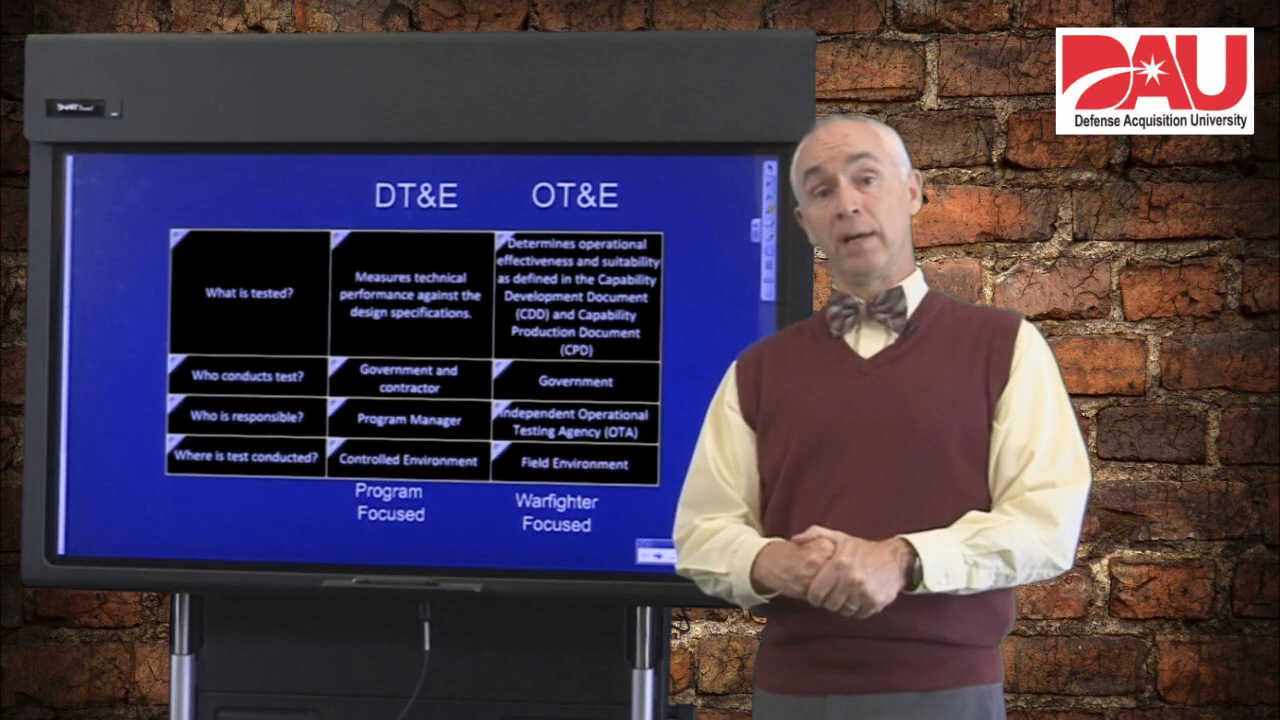 DAU
Defense Acquisition University
SMART Board
DT&E
OT&E
What is tested?
Measures technical
performance against the
design specifications.
Determines operational
effectiveness and suitability
as defined in the Capability
Development Document
(CDD) and Capability
Production Document
(CPD)
Who conducts test?
Government and
contractor
Government
Who is responsible?
Program Manager
Independent Operational
Testing Agency (OTA)
Where is test conducted?
Controlled Environment
Field Environment
Program
Focused
Warfighter
Focused